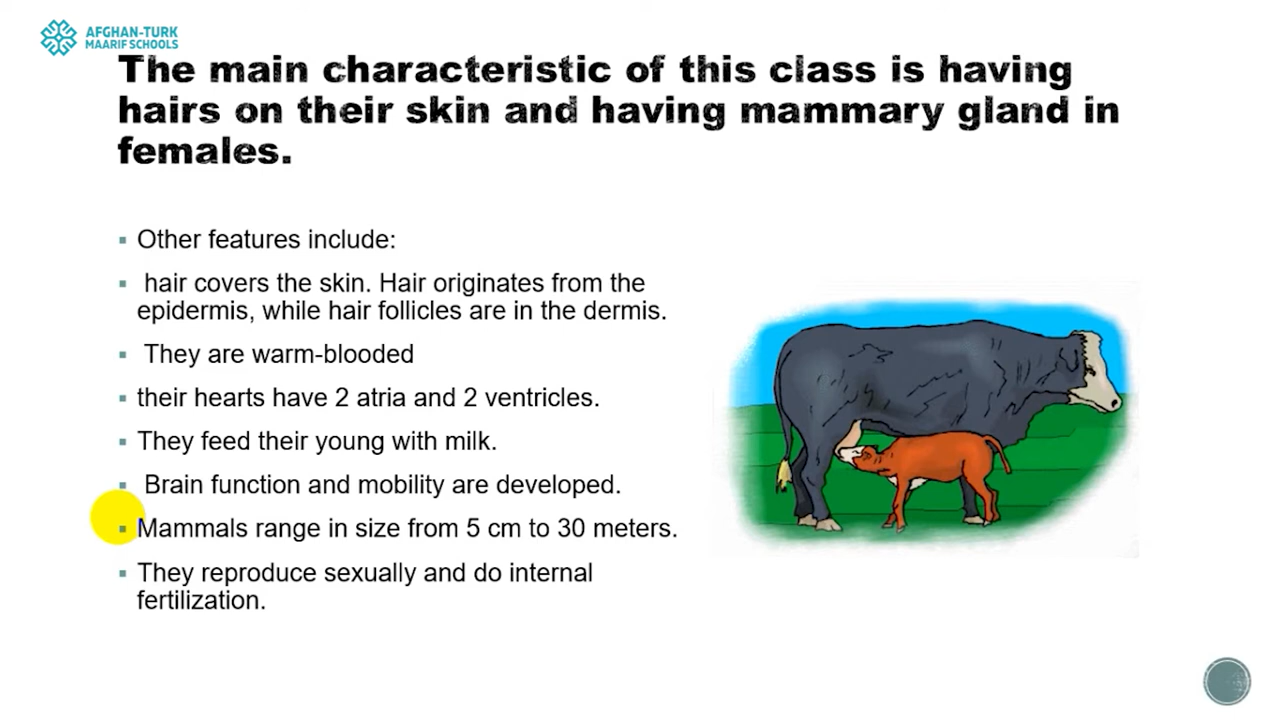 AFGHAN-TURK
MAARIF SCHOOLS
The main characteristic of this class is having
hairs on their skin and having mammary gland in
females.
Other features include:
hair covers the skin. Hair originates from the
epidermis, while hair follicles are in the dermis.
They are warm-blooded
their hearts have 2 atria and 2 ventricles.
They feed their young with milk.
Brain function and mobility are developed.
Mammals range in size from 5 cm to 30 meters.
They reproduce sexually and do internal
fertilization.